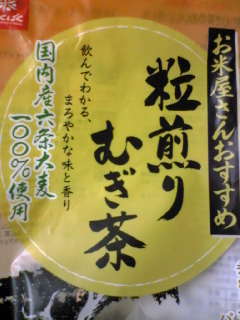 お米屋さんおすすめ
粒煎り
むぎ茶
飲んでわかる、
まろやかな味と香り
国内産六条大麦
一〇〇%使用